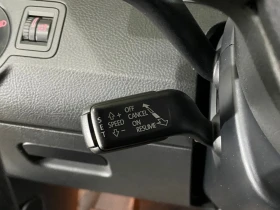 S E T
+ OFF
SPEED CANCEL
- ON
RESUME